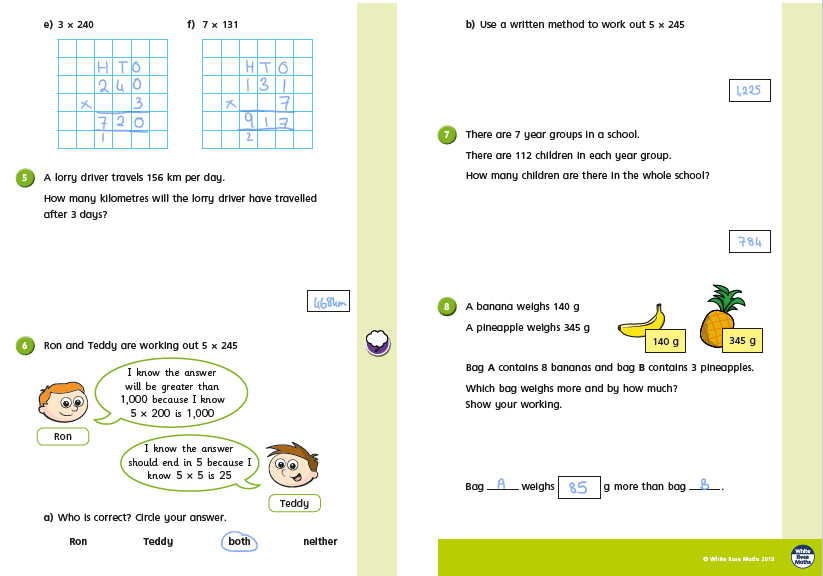 e) 3 × 240
H T O
2 4 0
× 3
7 2 0
1
f) 7 × 131
H T O
1 3 1
× 7
9 1 7
2
5
A lorry driver travels 156 km per day.
How many kilometres will the lorry driver have travelled
after 3 days?
468km
6
Ron and Teddy are working out 5 × 245
I know the answer
will be greater than
1,000 because I know
5 × 200 is 1,000
Ron
I know the answer
should end in 5 because I
know 5 × 5 is 25
Teddy
a) Who is correct? Circle your answer.
Ron Teddy both neither
b) Use a written method to work out 5 × 245
1,225
7
There are 7 year groups in a school.
There are 112 children in each year group.
How many children are there in the whole school?
784
8
A banana weighs 140 g
A pineapple weighs 345 g
140 g
345 g
Bag A contains 8 bananas and bag B contains 3 pineapples.
Which bag weighs more and by how much?
Show your working.
Bag A weighs 85 g more than bag B.
© White Rose Maths 2019
White
Rose
Maths